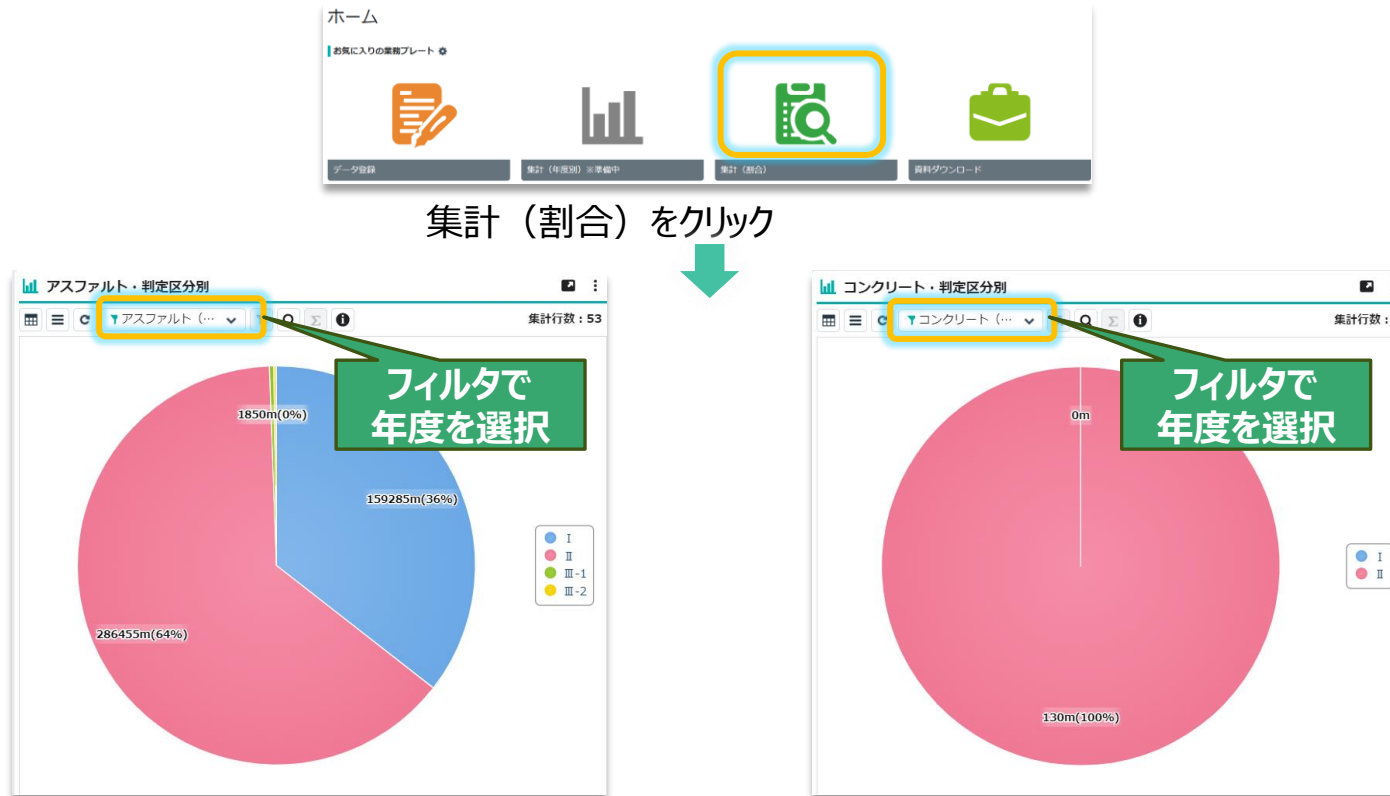 ホーム
お気に入りの業務プレート
データ登録
集計（年度別）※準備中
集計（割合）
資料ダウンロード
集計（割合）をクリック
アスファルト・判定区分別
アスファルト（…
集計行数：53
フィルタで
年度を選択
1850m(0%)
159285m(36%)
286455m(64%)
I
II
III-1
III-2
コンクリート・判定区分別
コンクリート（…
集計行数：
フィルタで
年度を選択
0m
130m(100%)
I
II